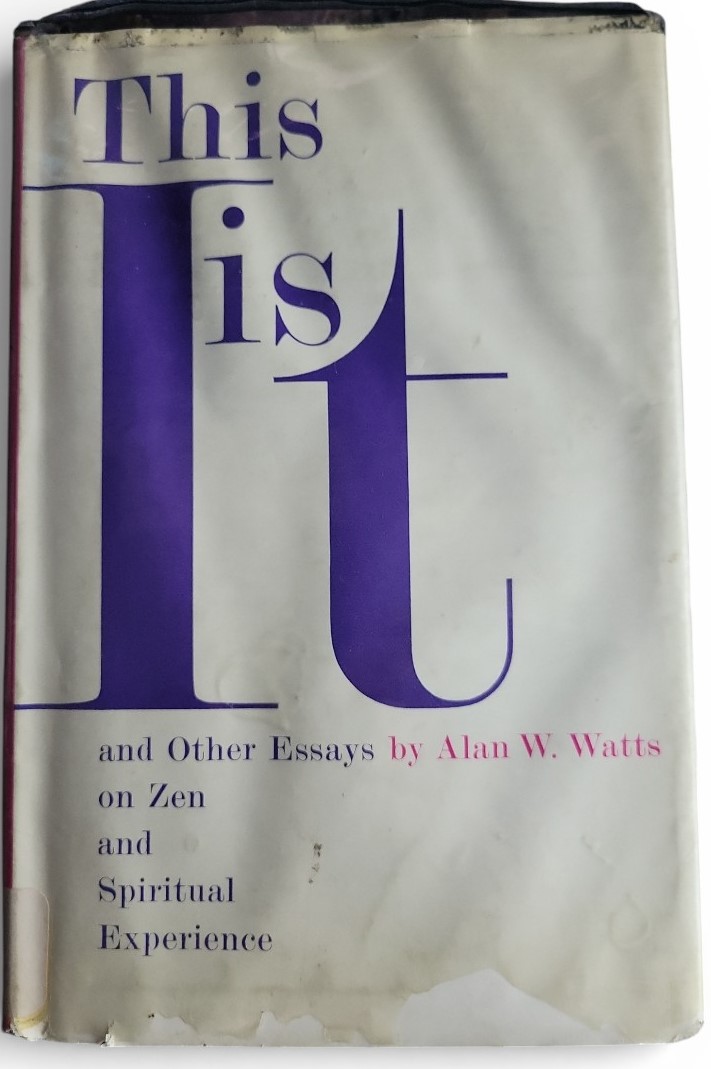 This
is
It
and Other Essays by Alan W. Watts
on Zen
and
Spiritual
Experience